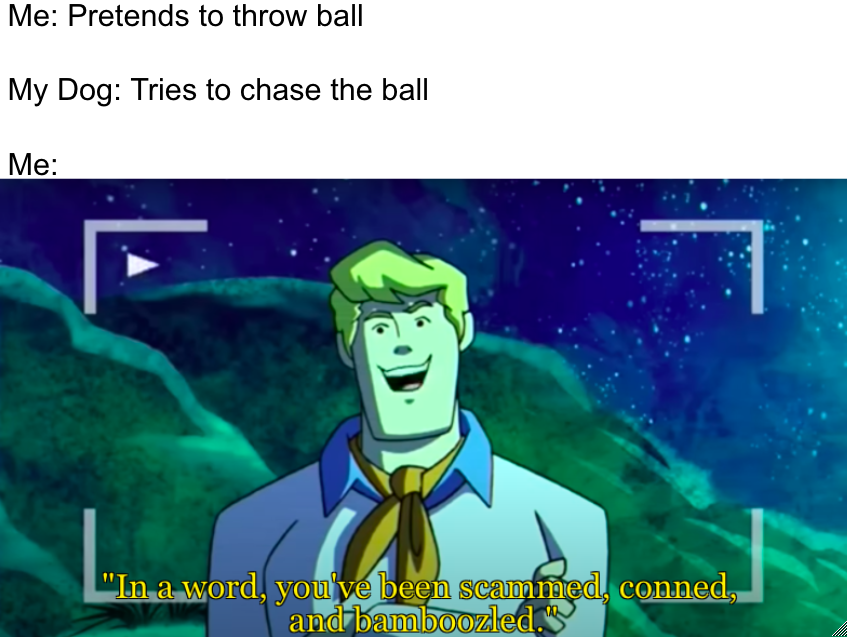 Me: Pretends to throw ball
My Dog: Tries to chase the ball
Me:
"In a word, you've been scammed, conned,
and bamboozled."